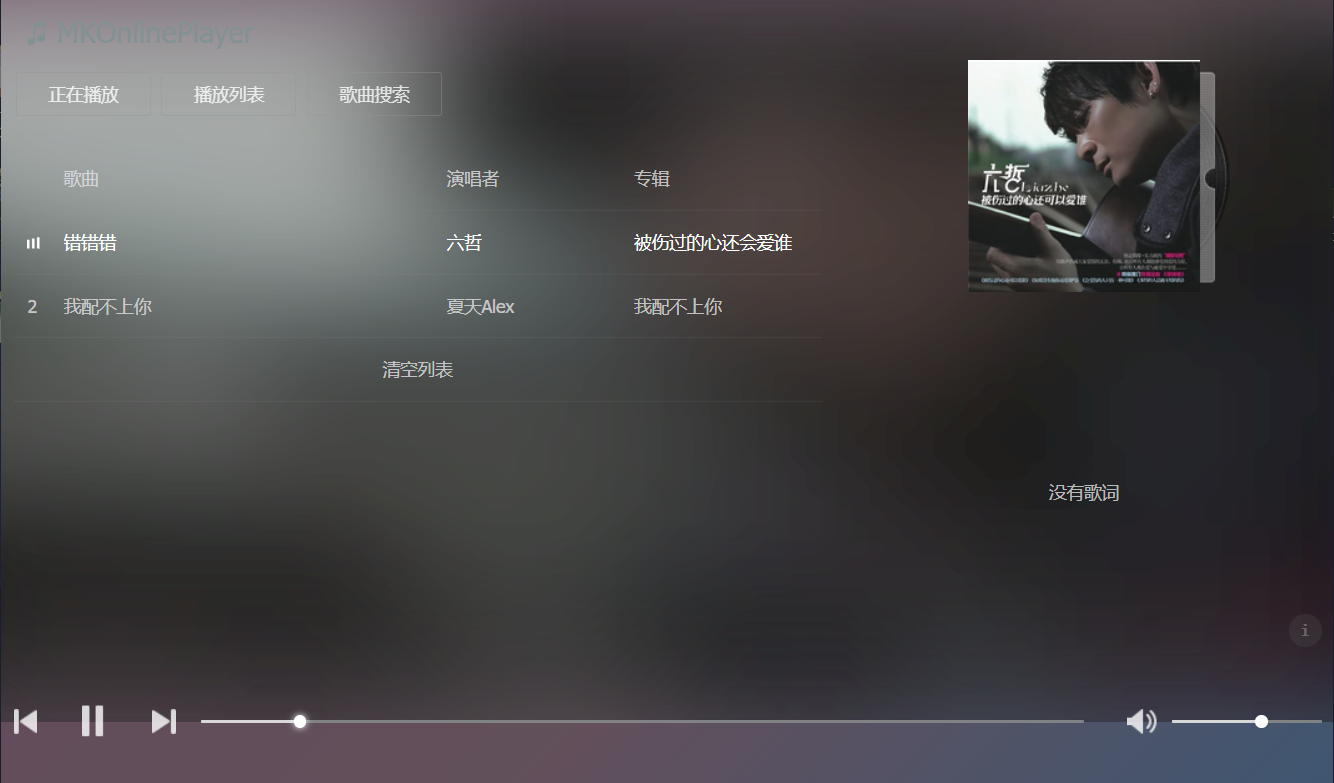 MKOnlinePlayer
正在播放 播放列表 歌曲搜索
歌曲 演唱者 专辑
错错错 六哲 被伤过的心还会爱谁
2 我配不上你 夏天Alex 我配不上你
清空列表
六哲
Liuzhe
被伤过的心还可以爱谁
没有歌词
i